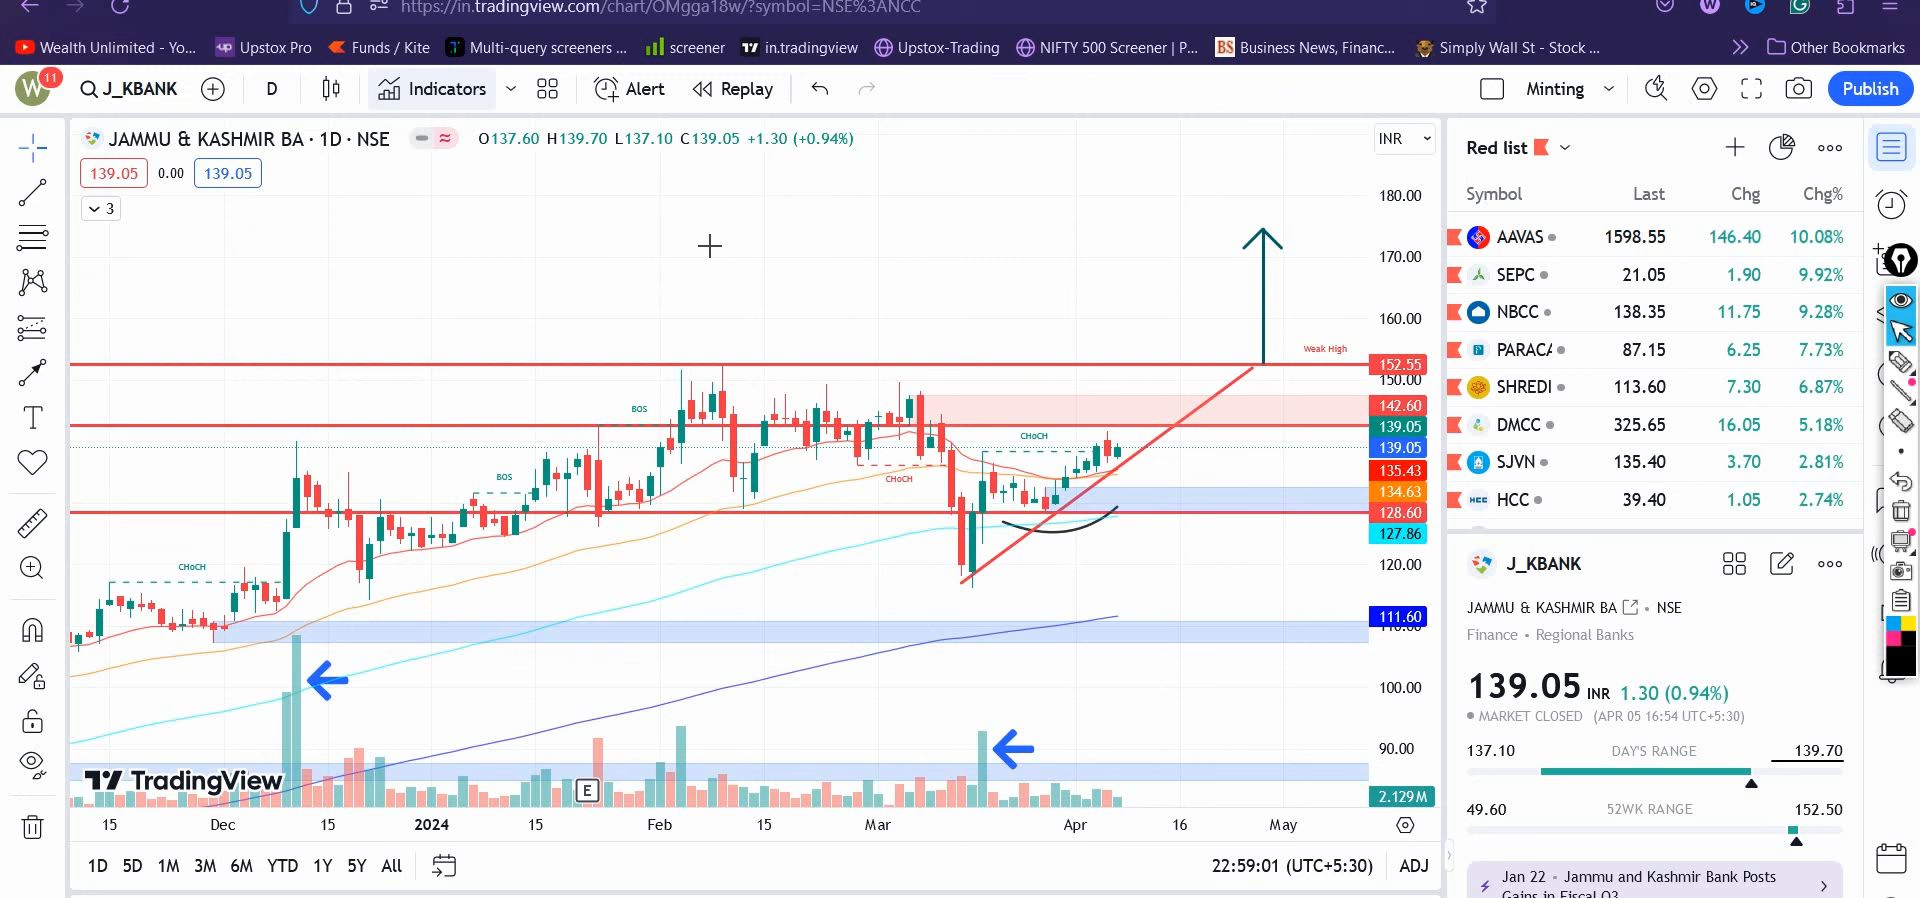 https://in.tradingview.com/chart/OMgga18w/?symbol=NSE%3ANCC
Wealth Unlimited - Yo... Upstox Pro Funds / Kite Multi-query screeners ... screener in.tradingview Upstox-Trading NIFTY 500 Screener | P... BS Business News, Financ... Simply Wall St - Stock ... Other Bookmarks
W 11 J_KBANK D Indicators Alert Replay Minting Publish
JAMMU & KASHMIR BA · 1D · NSE O137.60 H139.70 L137.10 C139.05 +1.30 (+0.94%) INR
139.05 0.00 139.05
3
180.00
170.00
160.00
Weak High
152.55
150.00
142.60
139.05
139.05
135.43
134.63
128.60
127.86
120.00
111.60
110.00
100.00
90.00
2.129M
BOS
CHoCH
BOS
CHoCH
CHoCH
TradingView
E
15 Dec 15 2024 15 Feb 15 Mar Apr 16 May
1D 5D 1M 3M 6M YTD 1Y 5Y All 22:59:01 (UTC+5:30) ADJ
Red list
Symbol Last Chg Chg%
AAVAS 1598.55 146.40 10.08%
SEPC 21.05 1.90 9.92%
NBCC 138.35 11.75 9.28%
PARACA 87.15 6.25 7.73%
SHREDI 113.60 7.30 6.87%
DMCC 325.65 16.05 5.18%
SJVN 135.40 3.70 2.81%
HCC HCC 39.40 1.05 2.74%
J_KBANK
JAMMU & KASHMIR BA • NSE
Finance • Regional Banks
139.05 INR 1.30 (0.94%)
MARKET CLOSED (APR 05 16:54 UTC+5:30)
137.10 DAY'S RANGE 139.70
49.60 52WK RANGE 152.50
Jan 22 • Jammu and Kashmir Bank Posts
Gains in Fiscal Q3